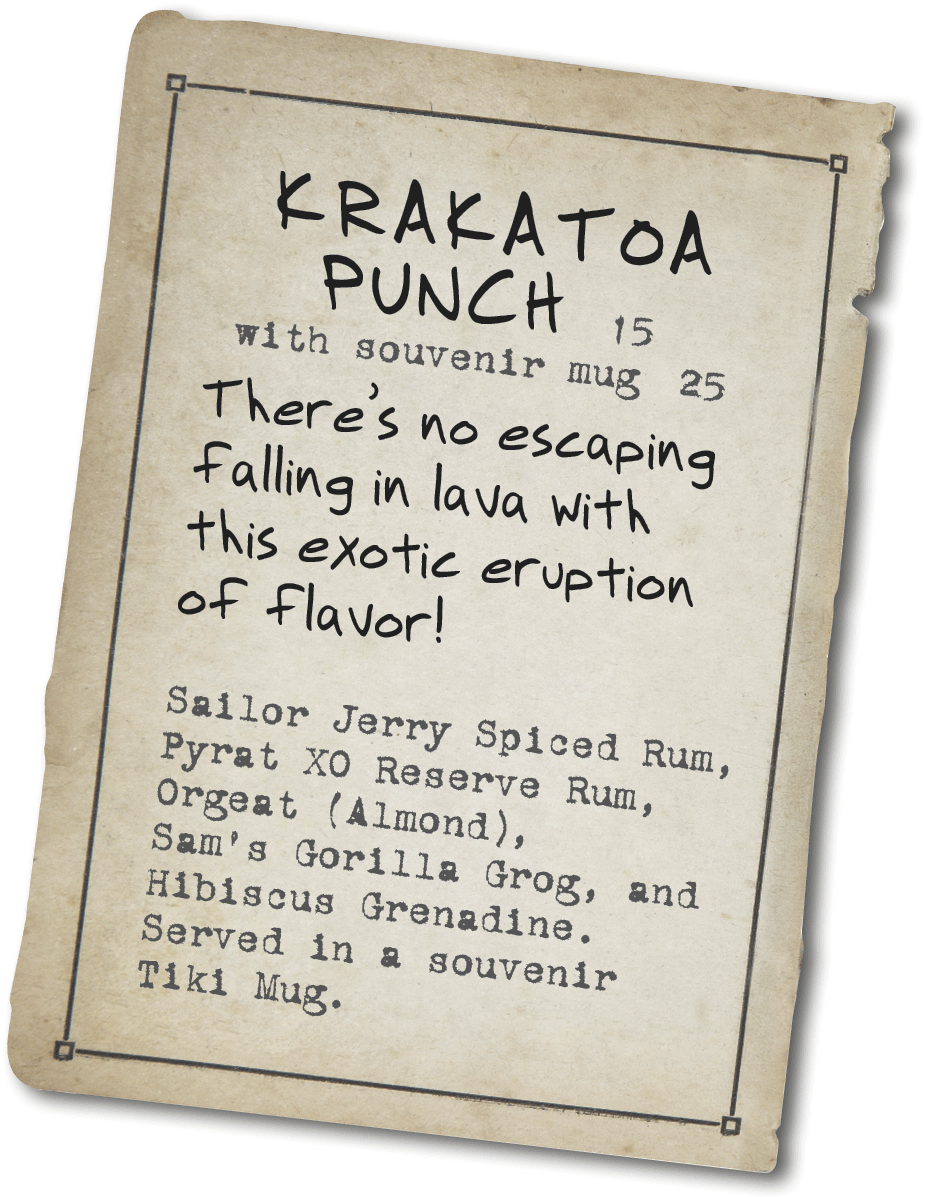 KRAKATOA
PUNCH 15
with souvenir mug 25
There's no escaping
falling in lava with
this exotic eruption
of flavor!
Sailor Jerry Spiced Rum,
Pyrat XO Reserve Rum,
Orgeat (Almond),
Sam's Gorilla Grog, and
Hibiscus Grenadine.
Served in a souvenir
Tiki Mug.